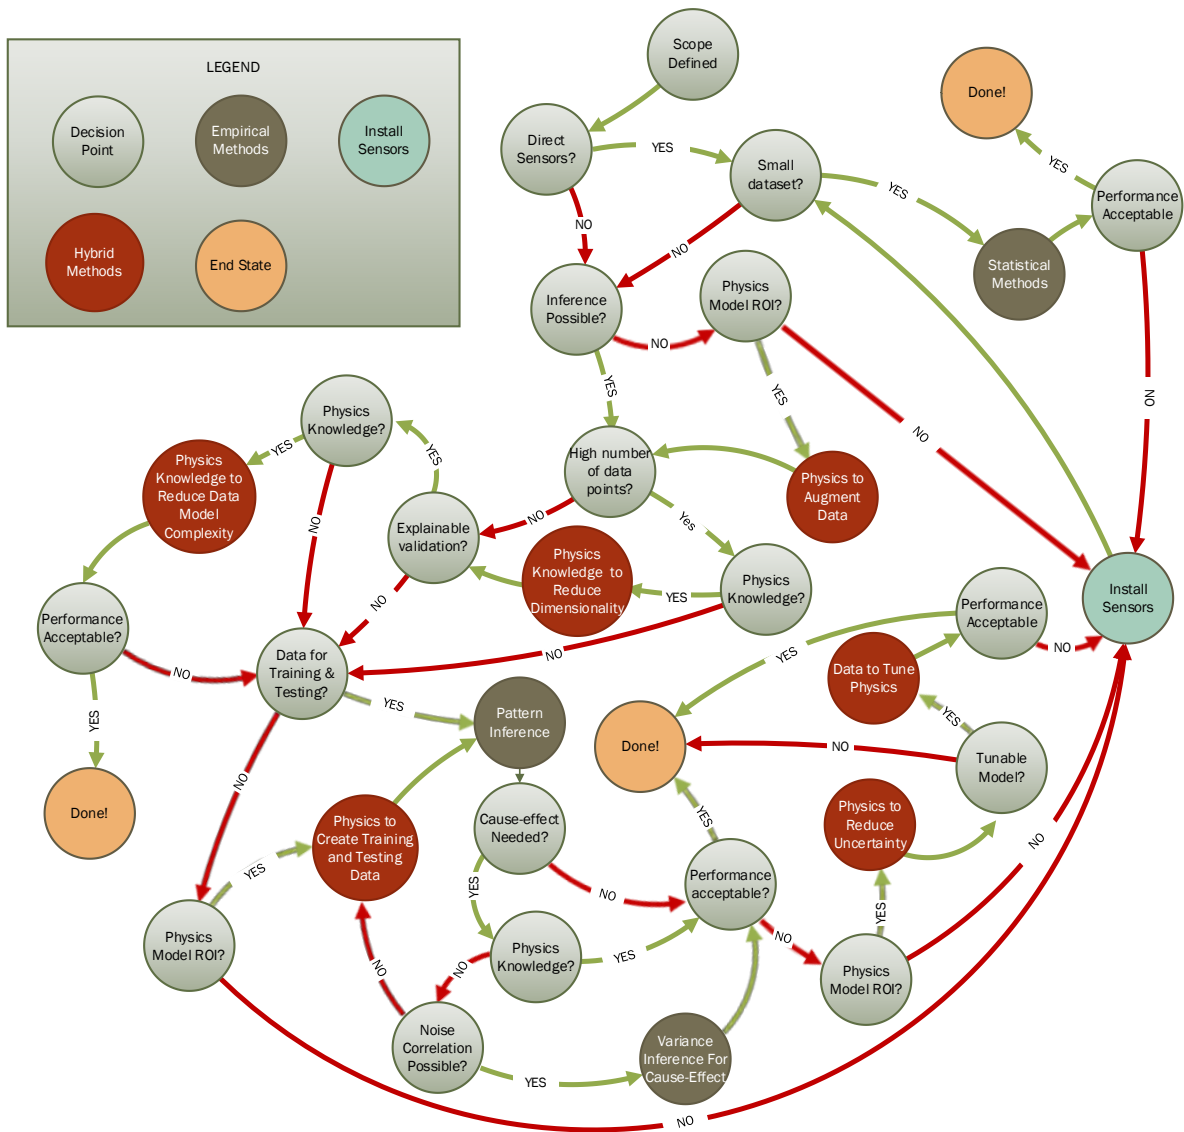 LEGEND
Decision
Point
Empirical
Methods
Install
Sensors
Hybrid
Methods
End State
Scope
Defined
Done!
Direct
Sensors?
YES
Small
dataset?
YES
YES
Performance
Acceptable
NO
NO
Statistical
Methods
Inference
Possible?
NO
Physics
Model ROI?
YES
YES
NO
NO
Physics
Knowledge?
YES
YES
Physics
Knowledge to
Reduce Data
Model
Complexity
High number
of data
points?
Physics to
Augment
Data
NO
NO
Yes
Explainable
validation?
Physics
Knowledge to
Reduce
Dimensionality
YES
Physics
Knowledge?
Install
Sensors
NO
NO
Performance
Acceptable?
NO
YES
Data for
Training &
Testing?
YES
Performance
Acceptable
NO
YES
Data to Tune
Physics
YES
Pattern
Inference
Done!
NO
Tunable
Model?
NO
Done!
Physics to
Create Training
and Testing
Data
Cause-effect
Needed?
YES
Physics to
Reduce
Uncertainty
NO
YES
YES
NO
Performance
acceptable?
YES
Physics
Model ROI?
NO
NO
Physics
Knowledge?
YES
NO
Physics
Model ROI?
Noise
Correlation
Possible?
YES
Variance
Inference For
Cause-Effect
NO